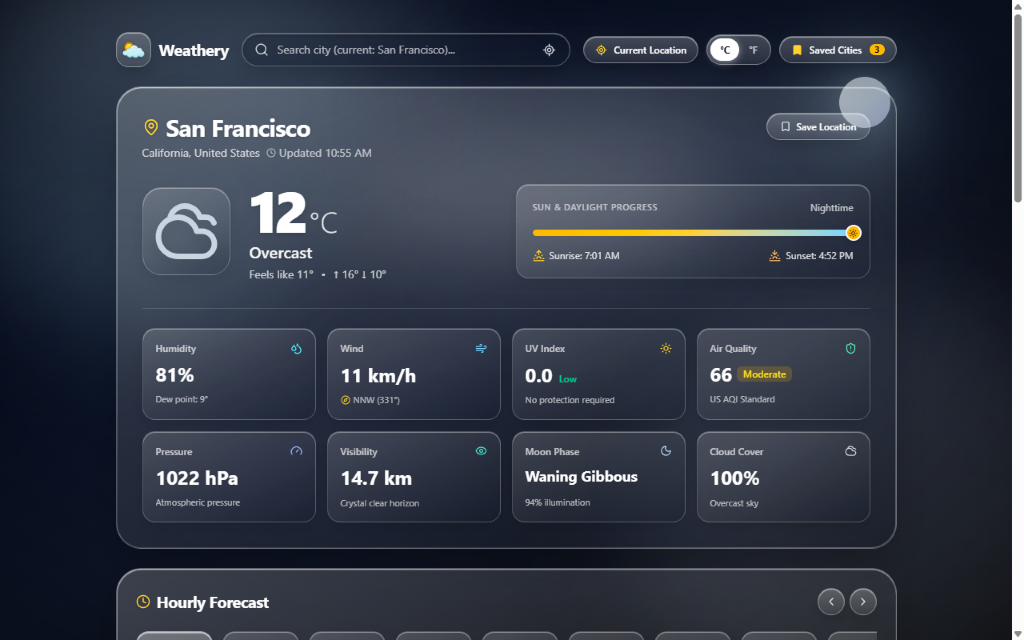 Weathery
Search city (current: San Francisco)...
Current Location
°C
°F
Saved Cities 3
San Francisco
Save Location
California, United States Updated 10:55 AM
12°C
Overcast
Feels like 11° • ↑ 16° ↓ 10°
SUN & DAYLIGHT PROGRESS
Nighttime
Sunrise: 7:01 AM
Sunset: 4:52 PM
Humidity
81%
Dew point: 9°
Wind
11 km/h
NNW (331°)
UV Index
0.0 Low
No protection required
Air Quality
66 Moderate
US AQI Standard
Pressure
1022 hPa
Atmospheric pressure
Visibility
14.7 km
Crystal clear horizon
Moon Phase
Waning Gibbous
94% illumination
Cloud Cover
100%
Overcast sky
Hourly Forecast